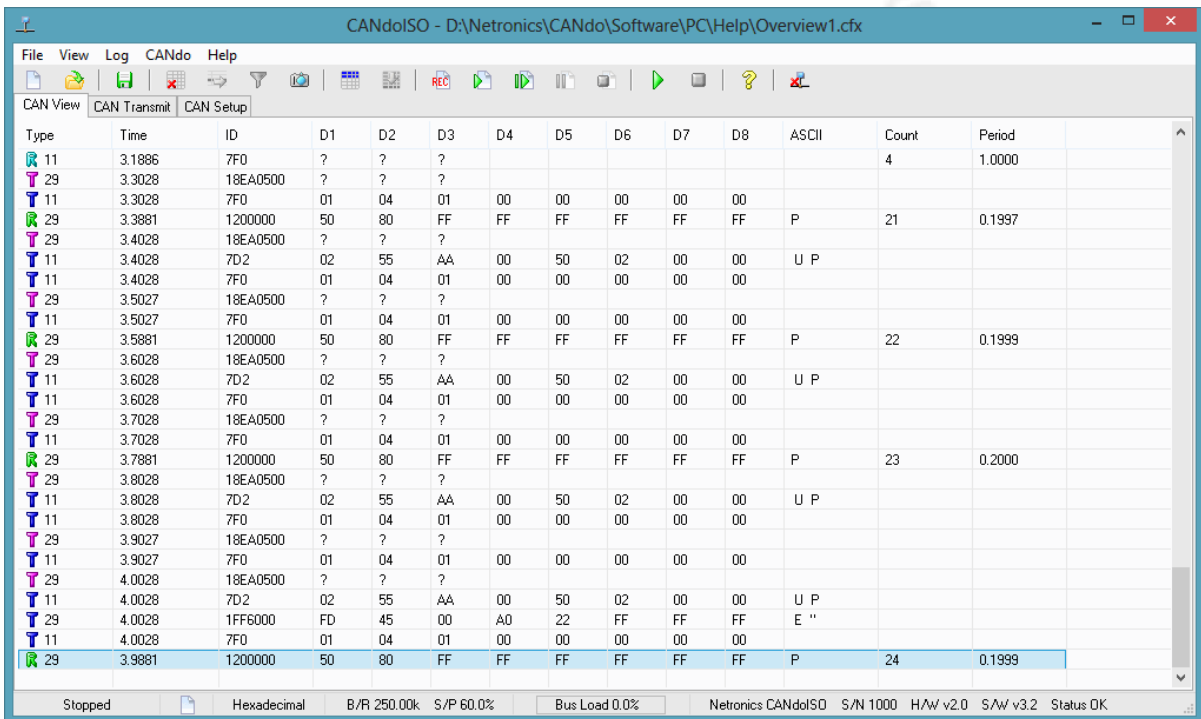 CANdoISO - D:\Netronics\CANdo\Software\PC\Help\Overview1.cfx
File View Log CANdo Help
REC
CAN View CAN Transmit CAN Setup
Type Time ID D1 D2 D3 D4 D5 D6 D7 D8 ASCII Count Period
R 11 3.1886 7F0 ? ? ? 4 1.0000
T 29 3.3028 18EA0500 ? ? ?
T 11 3.3028 7F0 01 04 01 00 00 00 00 00
R 29 3.3881 1200000 50 80 FF FF FF FF FF FF P 21 0.1997
T 29 3.4028 18EA0500 ? ? ?
T 11 3.4028 7D2 02 55 AA 00 50 02 00 00 U P
T 11 3.4028 7F0 01 04 01 00 00 00 00 00
T 29 3.5027 18EA0500 ? ? ?
T 11 3.5027 7F0 01 04 01 00 00 00 00 00
R 29 3.5881 1200000 50 80 FF FF FF FF FF FF P 22 0.1999
T 29 3.6028 18EA0500 ? ? ?
T 11 3.6028 7D2 02 55 AA 00 50 02 00 00 U P
T 11 3.6028 7F0 01 04 01 00 00 00 00 00
T 29 3.7028 18EA0500 ? ? ?
T 11 3.7028 7F0 01 04 01 00 00 00 00 00
R 29 3.7881 1200000 50 80 FF FF FF FF FF FF P 23 0.2000
T 29 3.8028 18EA0500 ? ? ?
T 11 3.8028 7D2 02 55 AA 00 50 02 00 00 U P
T 11 3.8028 7F0 01 04 01 00 00 00 00 00
T 29 3.9027 18EA0500 ? ? ?
T 11 3.9027 7F0 01 04 01 00 00 00 00 00
T 29 4.0028 18EA0500 ? ? ?
T 11 4.0028 7D2 02 55 AA 00 50 02 00 00 U P
T 29 4.0028 1FF6000 FD 45 00 A0 22 FF FF FF E "
T 11 4.0028 7F0 01 04 01 00 00 00 00 00
R 29 3.9881 1200000 50 80 FF FF FF FF FF FF P 24 0.1999
Stopped Hexadecimal B/R 250.00k S/P 60.0% Bus Load 0.0% Netronics CANdoISO S/N 1000 H/W v2.0 S/W v3.2 Status OK